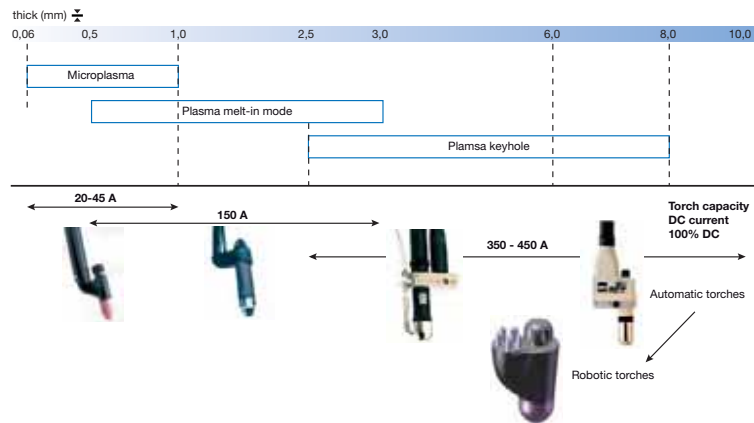 thick (mm)
0,06 0,5 1,0 2,5 3,0 6,0 8,0 10,0
Microplasma
Plasma melt-in mode
Plamsa keyhole
20-45 A
150 A
350 - 450 A
Torch capacity
DC current
100% DC
Automatic torches
Robotic torches